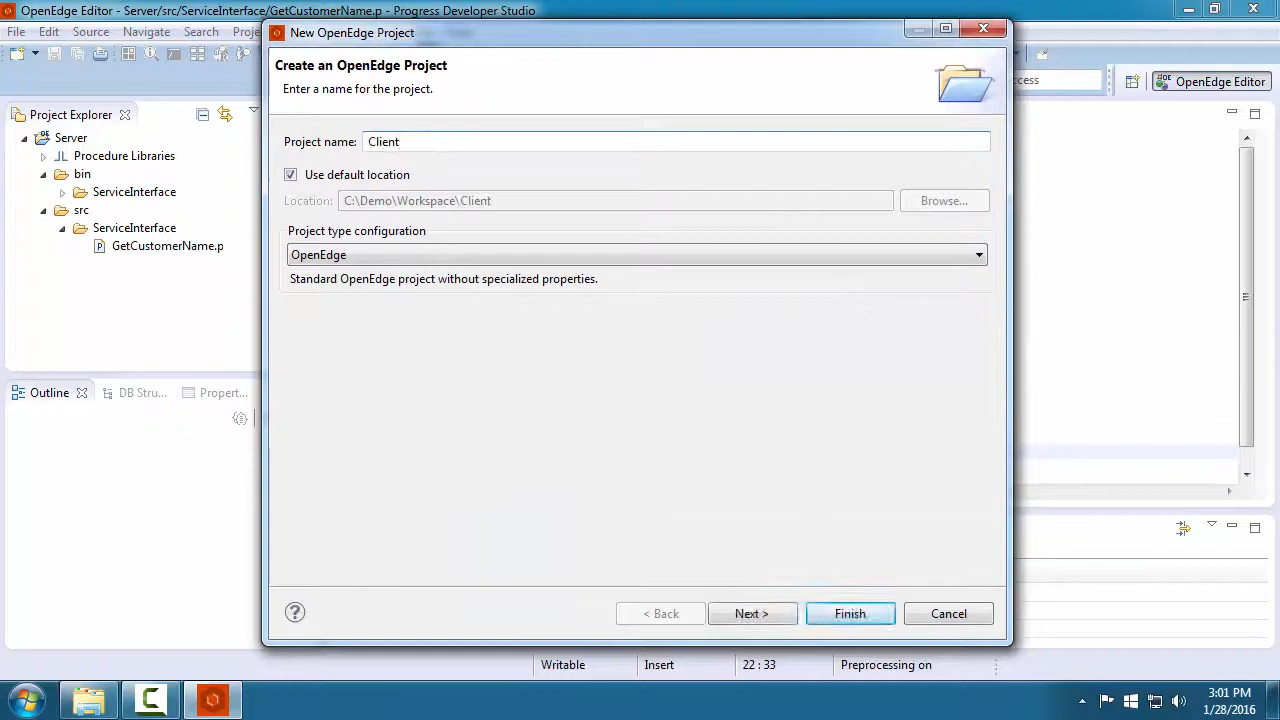 OpenEdge Editor - Server/src/ServiceInterface/GetCustomerName.p - Progress Developer Studio
File Edit Source Navigate Search Proje
New OpenEdge Project
Create an OpenEdge Project
Enter a name for the project.
OpenEdge Editor
Project Explorer
Server
Procedure Libraries
bin
ServiceInterface
src
ServiceInterface
GetCustomerName.p
Project name: Client
Use default location
Location: C:\Demo\Workspace\Client Browse...
Project type configuration
OpenEdge
Standard OpenEdge project without specialized properties.
Outline DB Stru... Propert...
< Back Next > Finish Cancel
Writable Insert 22 : 33 Preprocessing on
3:01 PM
1/28/2016